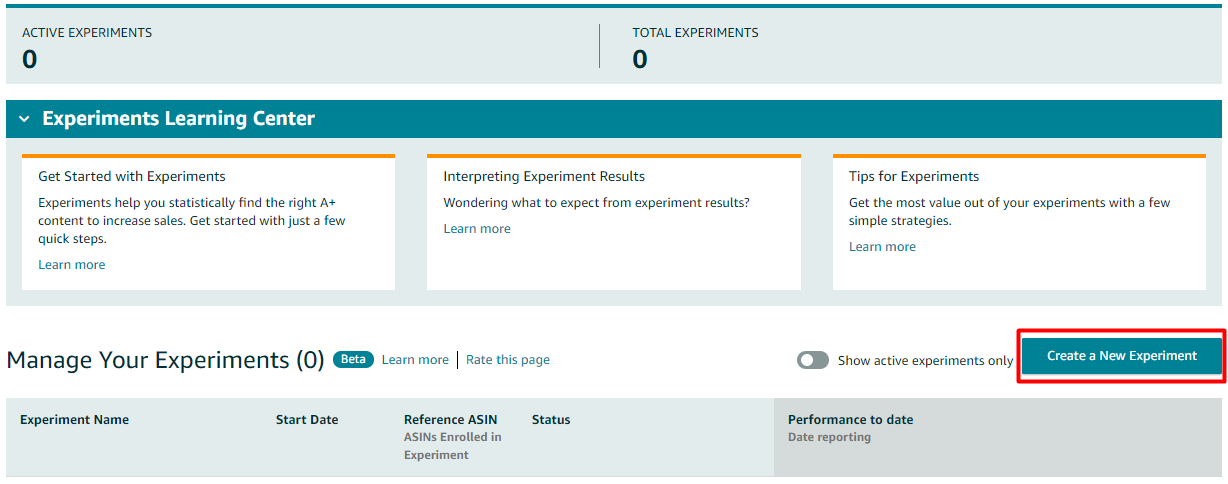 ACTIVE EXPERIMENTS
0
TOTAL EXPERIMENTS
0
Experiments Learning Center
Get Started with Experiments
Experiments help you statistically find the right A+
content to increase sales. Get started with just a few
quick steps.
Learn more
Interpreting Experiment Results
Wondering what to expect from experiment results?
Learn more
Tips for Experiments
Get the most value out of your experiments with a few
simple strategies.
Learn more
Manage Your Experiments (0) Beta Learn more Rate this page
Show active experiments only
Create a New Experiment
Experiment Name
Start Date
Reference ASIN
ASINs Enrolled in
Experiment
Status
Performance to date
Date reporting